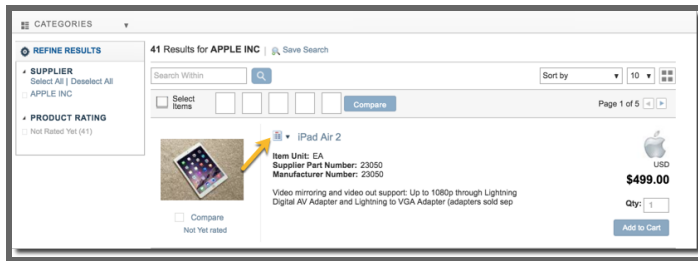 CATEGORIES
REFINE RESULTS
SUPPLIER
Select All | Deselect All
APPLE INC
PRODUCT RATING
Not Rated Yet (41)
41 Results for APPLE INC | Save Search
Search Within
Sort by
10
Select Items
Compare
Page 1 of 5
iPad Air 2
Item Unit: EA
Supplier Part Number: 23050
Manufacturer Number: 23050
Video mirroring and video out support: Up to 1080p through Lightning
Digital AV Adapter and Lightning to VGA Adapter (adapters sold sep
Compare
Not Yet rated
USD
$499.00
Qty: 1
Add to Cart